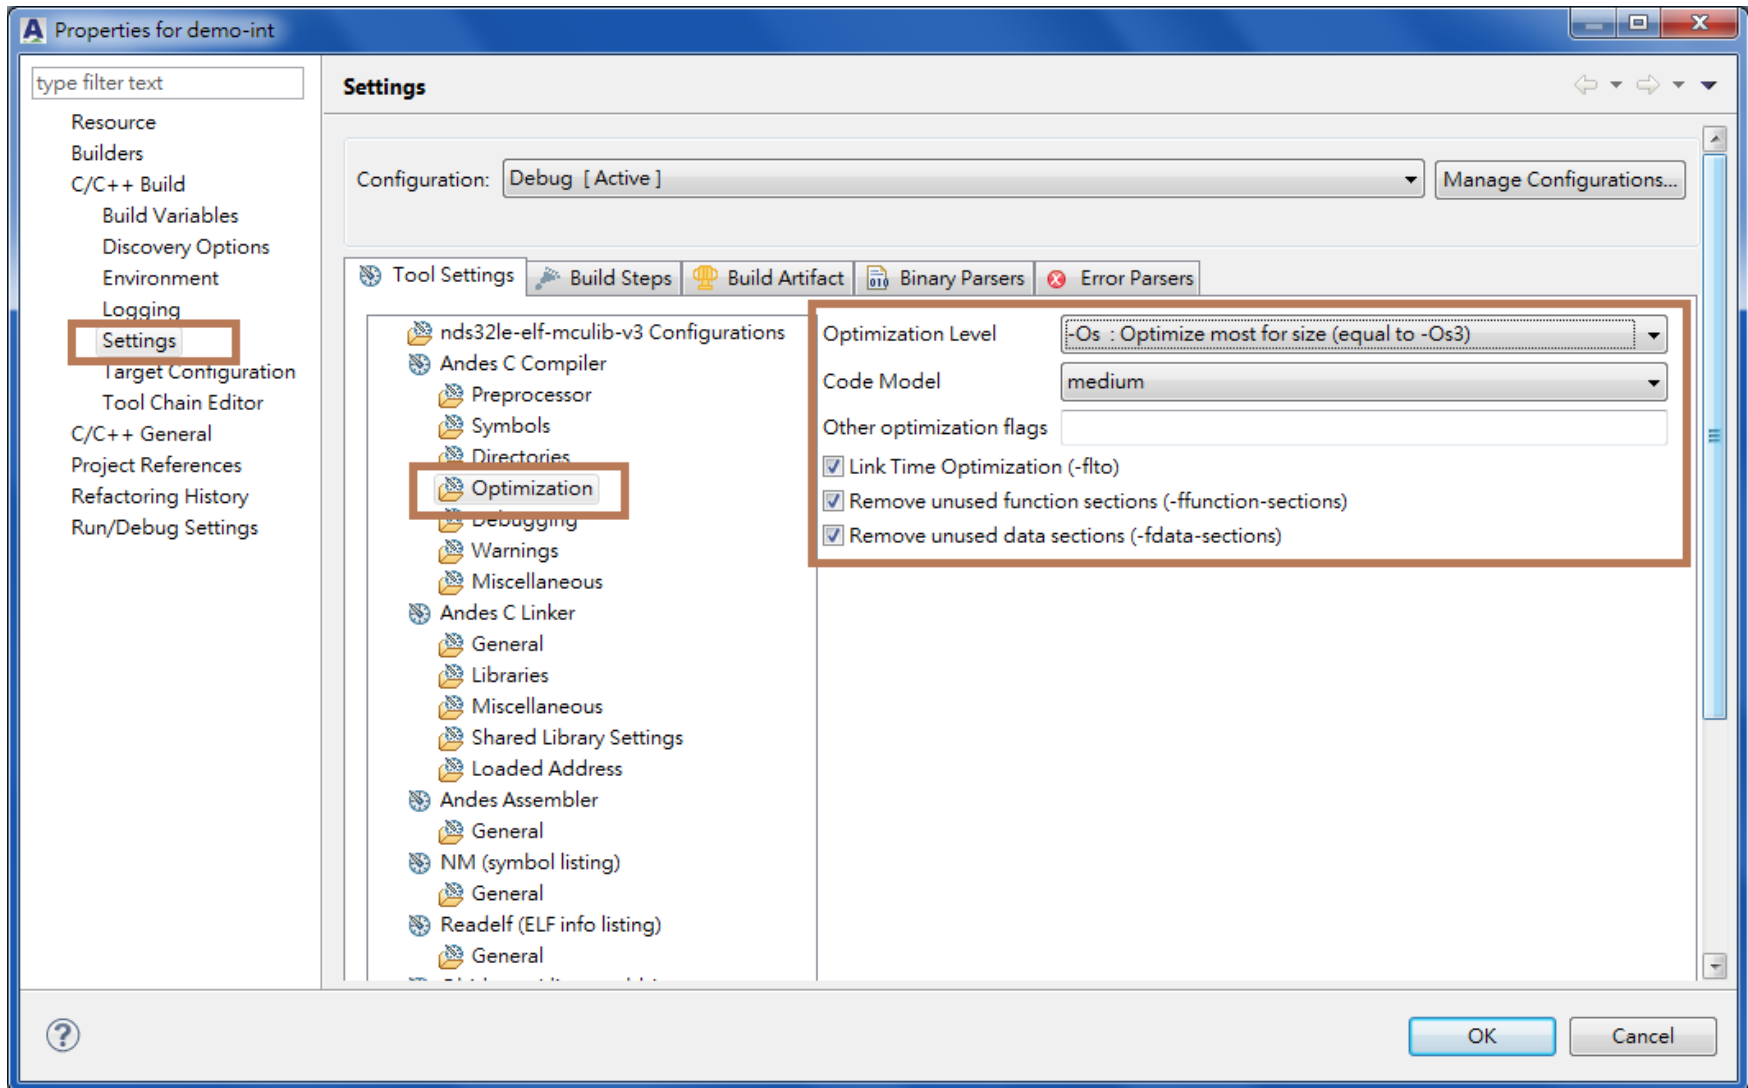 Properties for demo-int
type filter text
Resource
Builders
C/C++ Build
Build Variables
Discovery Options
Environment
Logging
Settings
Target Configuration
Tool Chain Editor
C/C++ General
Project References
Refactoring History
Run/Debug Settings
Settings
Configuration: Debug [ Active ] Manage Configurations...
Tool Settings Build Steps Build Artifact Binary Parsers Error Parsers
nds32le-elf-mculib-v3 Configurations
Andes C Compiler
Preprocessor
Symbols
Directories
Optimization
Debugging
Warnings
Miscellaneous
Andes C Linker
General
Libraries
Miscellaneous
Shared Library Settings
Loaded Address
Andes Assembler
General
NM (symbol listing)
General
Readelf (ELF info listing)
General
Optimization Level -Os : Optimize most for size (equal to -Os3)
Code Model medium
Other optimization flags
Link Time Optimization (-flto)
Remove unused function sections (-ffunction-sections)
Remove unused data sections (-fdata-sections)
OK Cancel